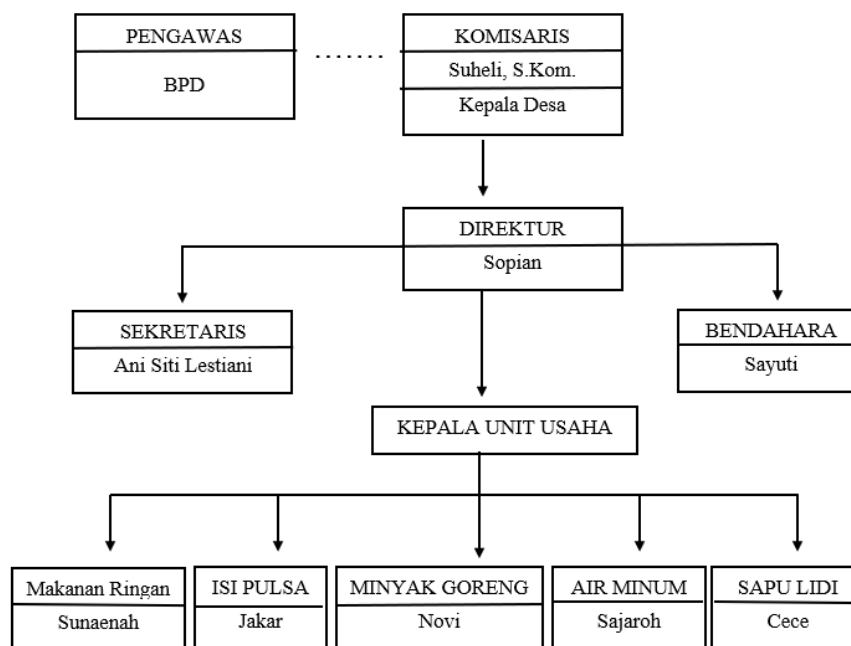 PENGAWAS
BPD
.......
KOMISARIS
Suheli, S.Kom.
Kepala Desa
DIREKTUR
Sopian
SEKRETARIS
Ani Siti Lestiani
BENDAHARA
Sayuti
KEPALA UNIT USAHA
Makanan Ringan
Sunaenah
ISI PULSA
Jakar
MINYAK GORENG
Novi
AIR MINUM
Sajaroh
SAPU LIDI
Cece